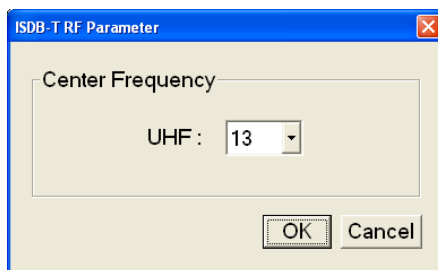 ISDB-T RF Parameter
Center Frequency
UHF : 13
OK Cancel